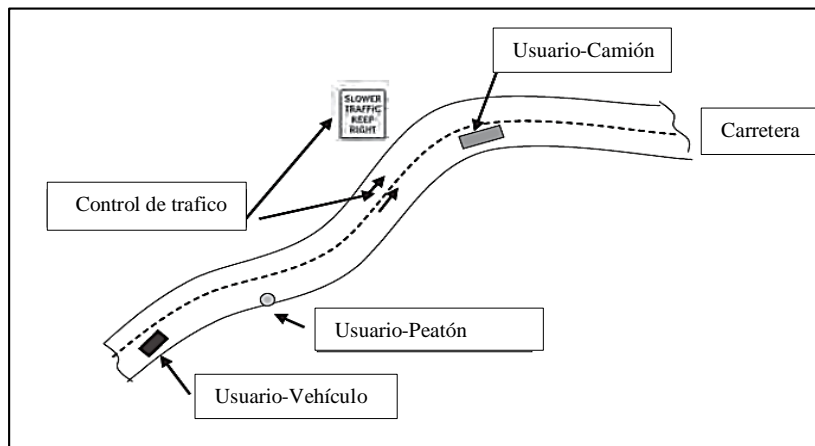 Usuario-Camión
SLOWER
TRAFFIC
KEEP
RIGHT
Carretera
Control de trafico
Usuario-Peatón
Usuario-Vehículo